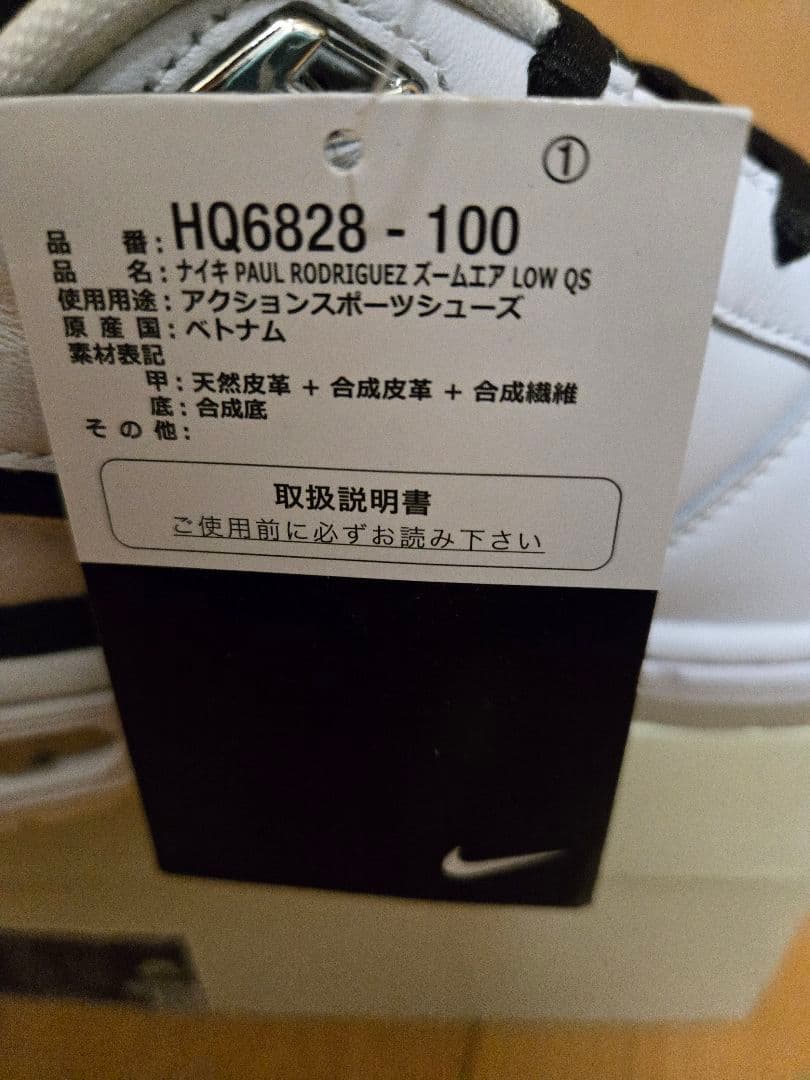 ①
品 番:HQ6828 - 100
品 名:ナイキ PAUL RODRIGUEZ ズームエア LOW QS
使用用途:アクションスポーツシューズ
原 産 国:ベトナム
素材表記
甲:天然皮革 + 合成皮革 + 合成繊維
底:合成底
そ の 他:
取扱説明書
ご使用前に必ずお読み下さい